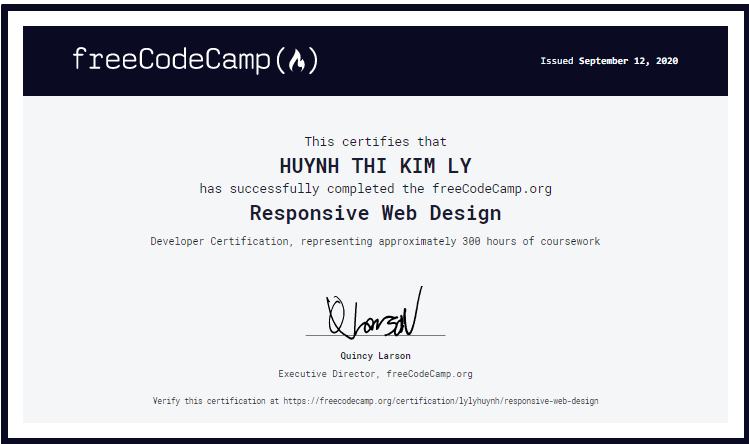 freeCodeCamp(🔥)
Issued September 12, 2020
This certifies that
HUYNH THI KIM LY
has successfully completed the freeCodeCamp.org
Responsive Web Design
Developer Certification, representing approximately 300 hours of coursework
Q Larson
Quincy Larson
Executive Director, freeCodeCamp.org
Verify this certification at https://freecodecamp.org/certification/lylyhuynh/responsive-web-design